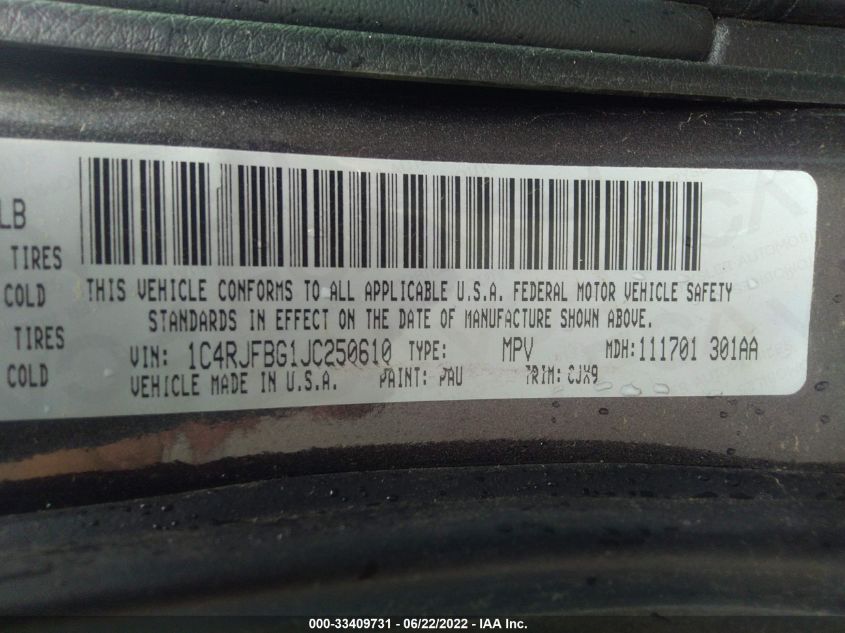 LB
TIRES
COLD
TIRES
COLD
THIS VEHICLE CONFORMS TO ALL APPLICABLE U.S.A. FEDERAL MOTOR VEHICLE SAFETY
STANDARDS IN EFFECT ON THE DATE OF MANUFACTURE SHOWN ABOVE.
VIN: 1C4RJFBG1JC250610 TYPE: MPV MDH:111701 301AA
VEHICLE MADE IN U.S.A. PAINT: PAU TRIM: CJX9
000-33409731 - 06/22/2022 - IAA Inc.